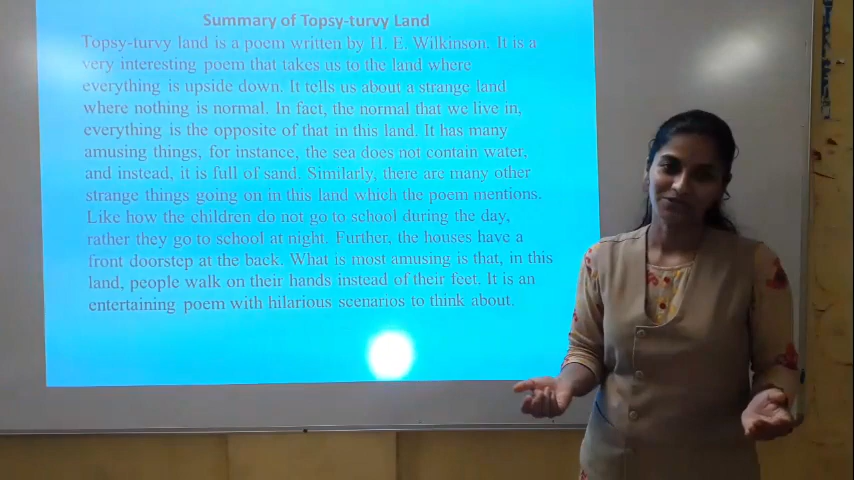 Summary of Topsy-turvy Land
Topsy-turvy land is a poem written by H. E. Wilkinson. It is a
very interesting poem that takes us to the land where
everything is upside down. It tells us about a strange land
where nothing is normal. In fact, the normal that we live in,
everything is the opposite of that in this land. It has many
amusing things, for instance, the sea does not contain water,
and instead, it is full of sand. Similarly, there are many other
strange things going on in this land which the poem mentions.
Like how the children do not go to school during the day,
rather they go to school at night. Further, the houses have a
front doorstep at the back. What is most amusing is that, in this
land, people walk on their hands instead of their feet. It is an
entertaining poem with hilarious scenarios to think about.